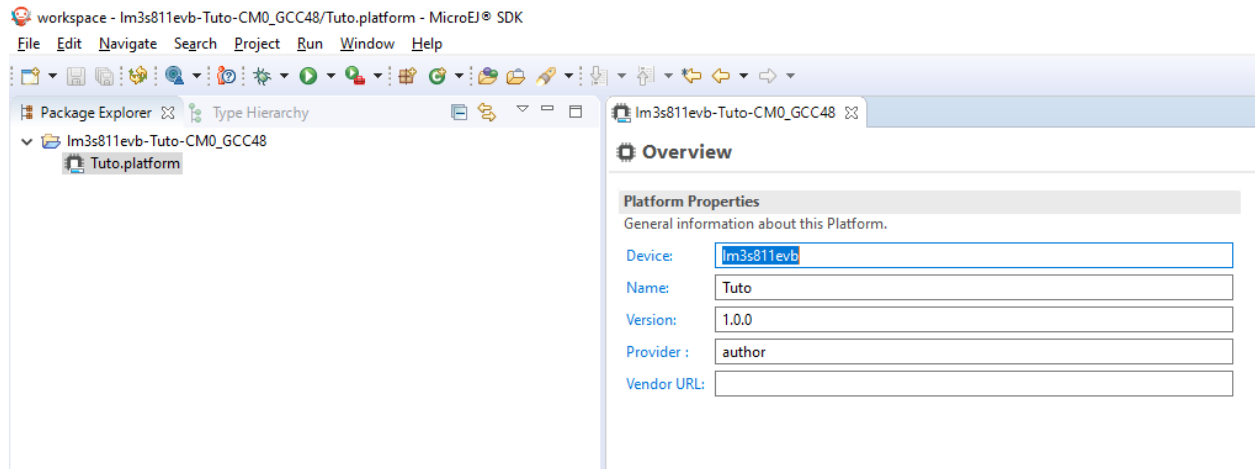 workspace - lm3s811evb-Tuto-CM0_GCC48/Tuto.platform - MicroEJ® SDK
File Edit Navigate Search Project Run Window Help
Package Explorer Type Hierarchy
lm3s811evb-Tuto-CM0_GCC48
Tuto.platform
lm3s811evb-Tuto-CM0_GCC48
Overview
Platform Properties
General information about this Platform.
Device: lm3s811evb
Name: Tuto
Version: 1.0.0
Provider : author
Vendor URL: